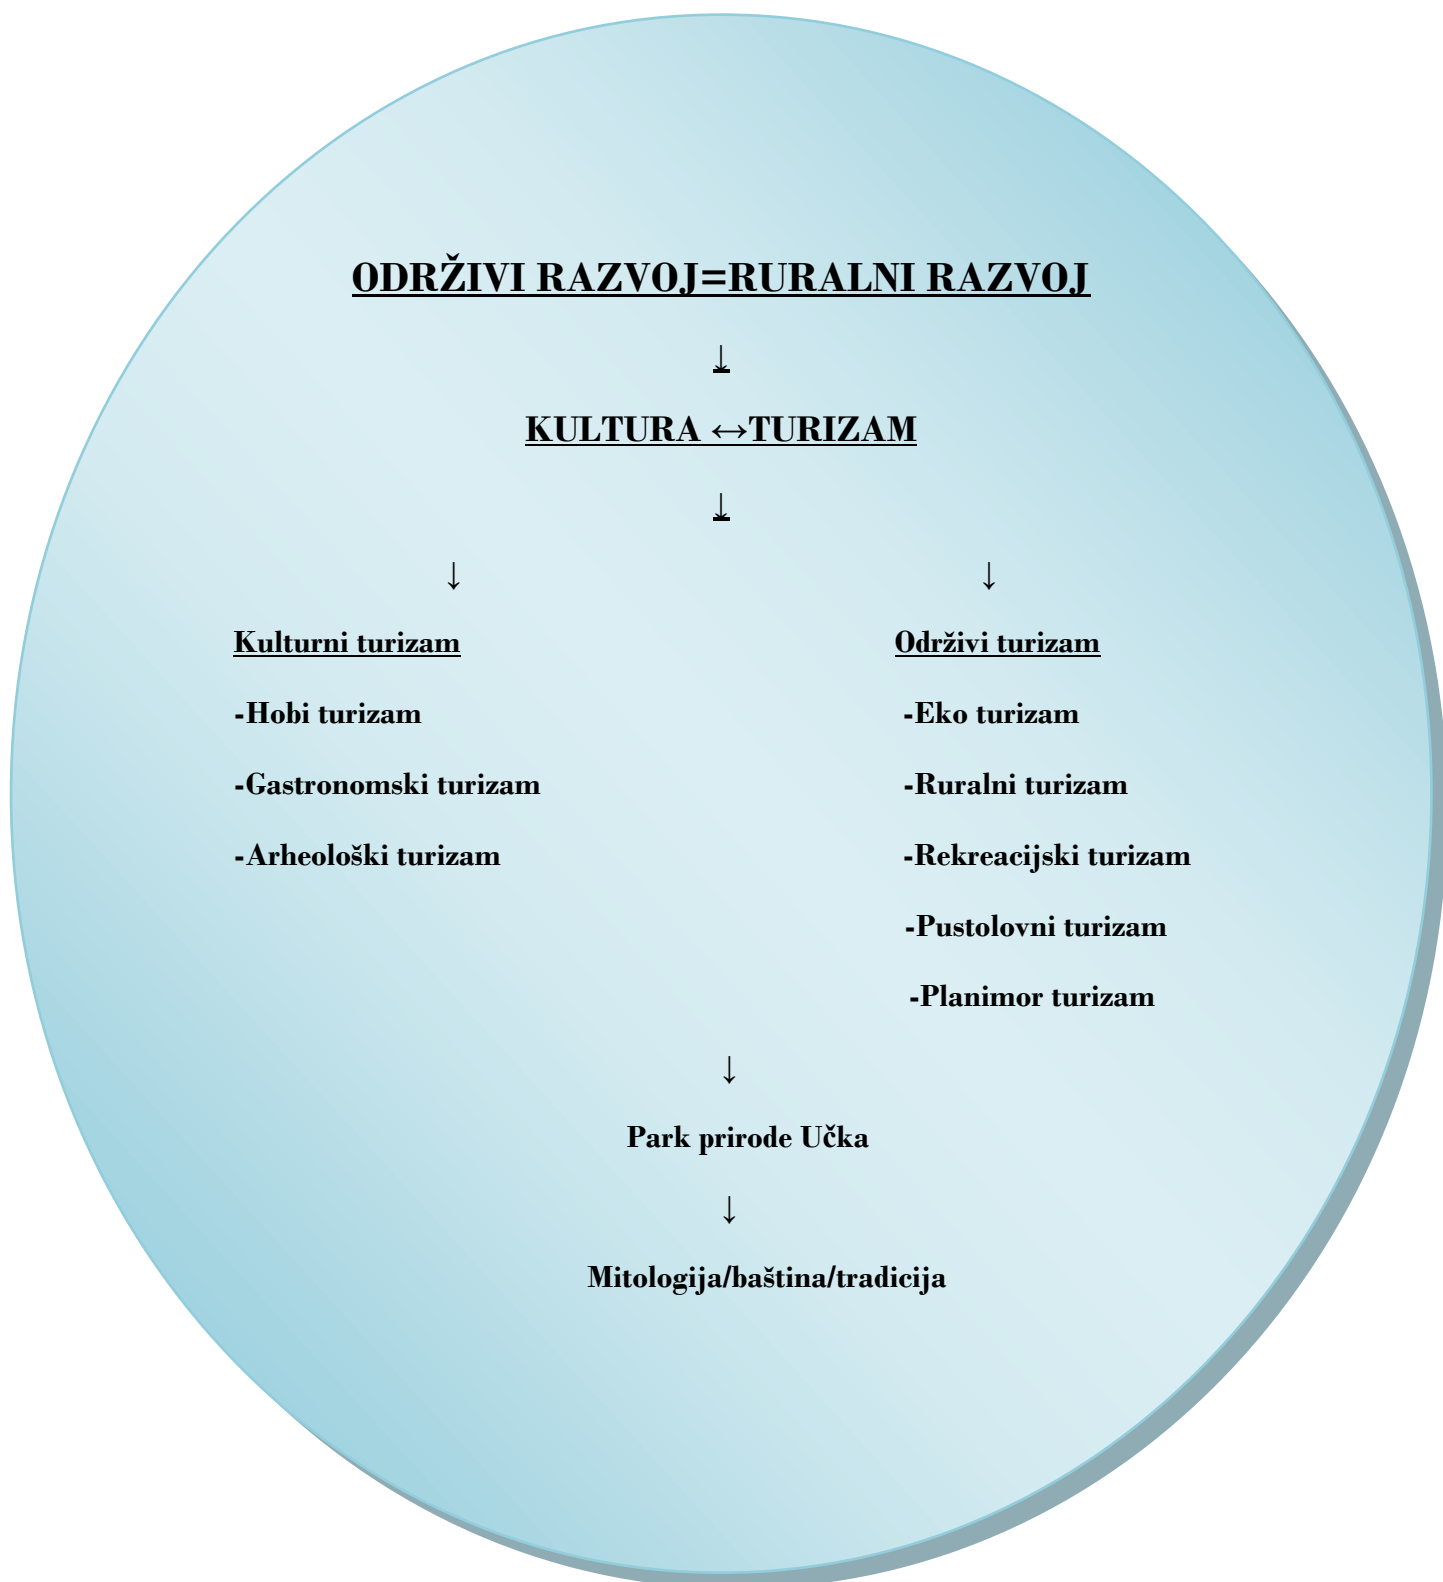 ODRŽIVI RAZVOJ=RURALNI RAZVOJ
↓
KULTURA ↔TURIZAM
↓
↓ ↓
Kulturni turizam Održivi turizam
-Hobi turizam -Eko turizam
-Gastronomski turizam -Ruralni turizam
-Arheološki turizam -Rekreacijski turizam
-Pustolovni turizam
-Planimor turizam
↓
Park prirode Učka
↓
Mitologija/baština/tradicija